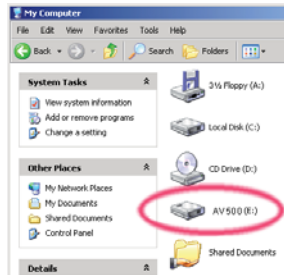 My Computer
File Edit View Favorites Tools Help
Back Search Folders
System Tasks
View system information
Add or remove programs
Change a setting
Other Places
My Network Places
My Documents
Shared Documents
Control Panel
Details
3½ Floppy (A:)
Local Disk (C:)
CD Drive (D:)
AV500 (E:)
Shared Documents